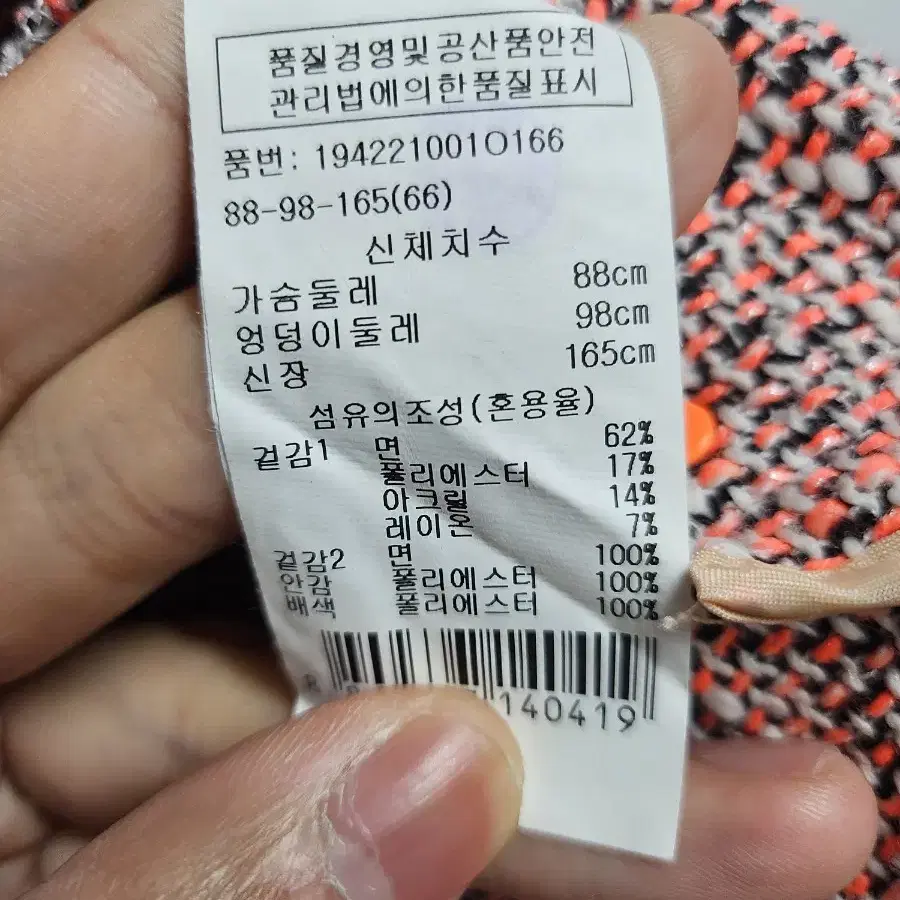 품질경영및공산품안전
관리법에의한품질표시
품번: 194221001O166
88-98-165(66)
신체치수
가슴둘레 88cm
엉덩이둘레 98cm
신장 165cm
섬유의조성(혼용율)
겉감1 면 62%
폴리에스터 17%
아크릴 14%
레이온 7%
겉감2 면 100%
안감 폴리에스터 100%
배색 폴리에스터 100%
140419